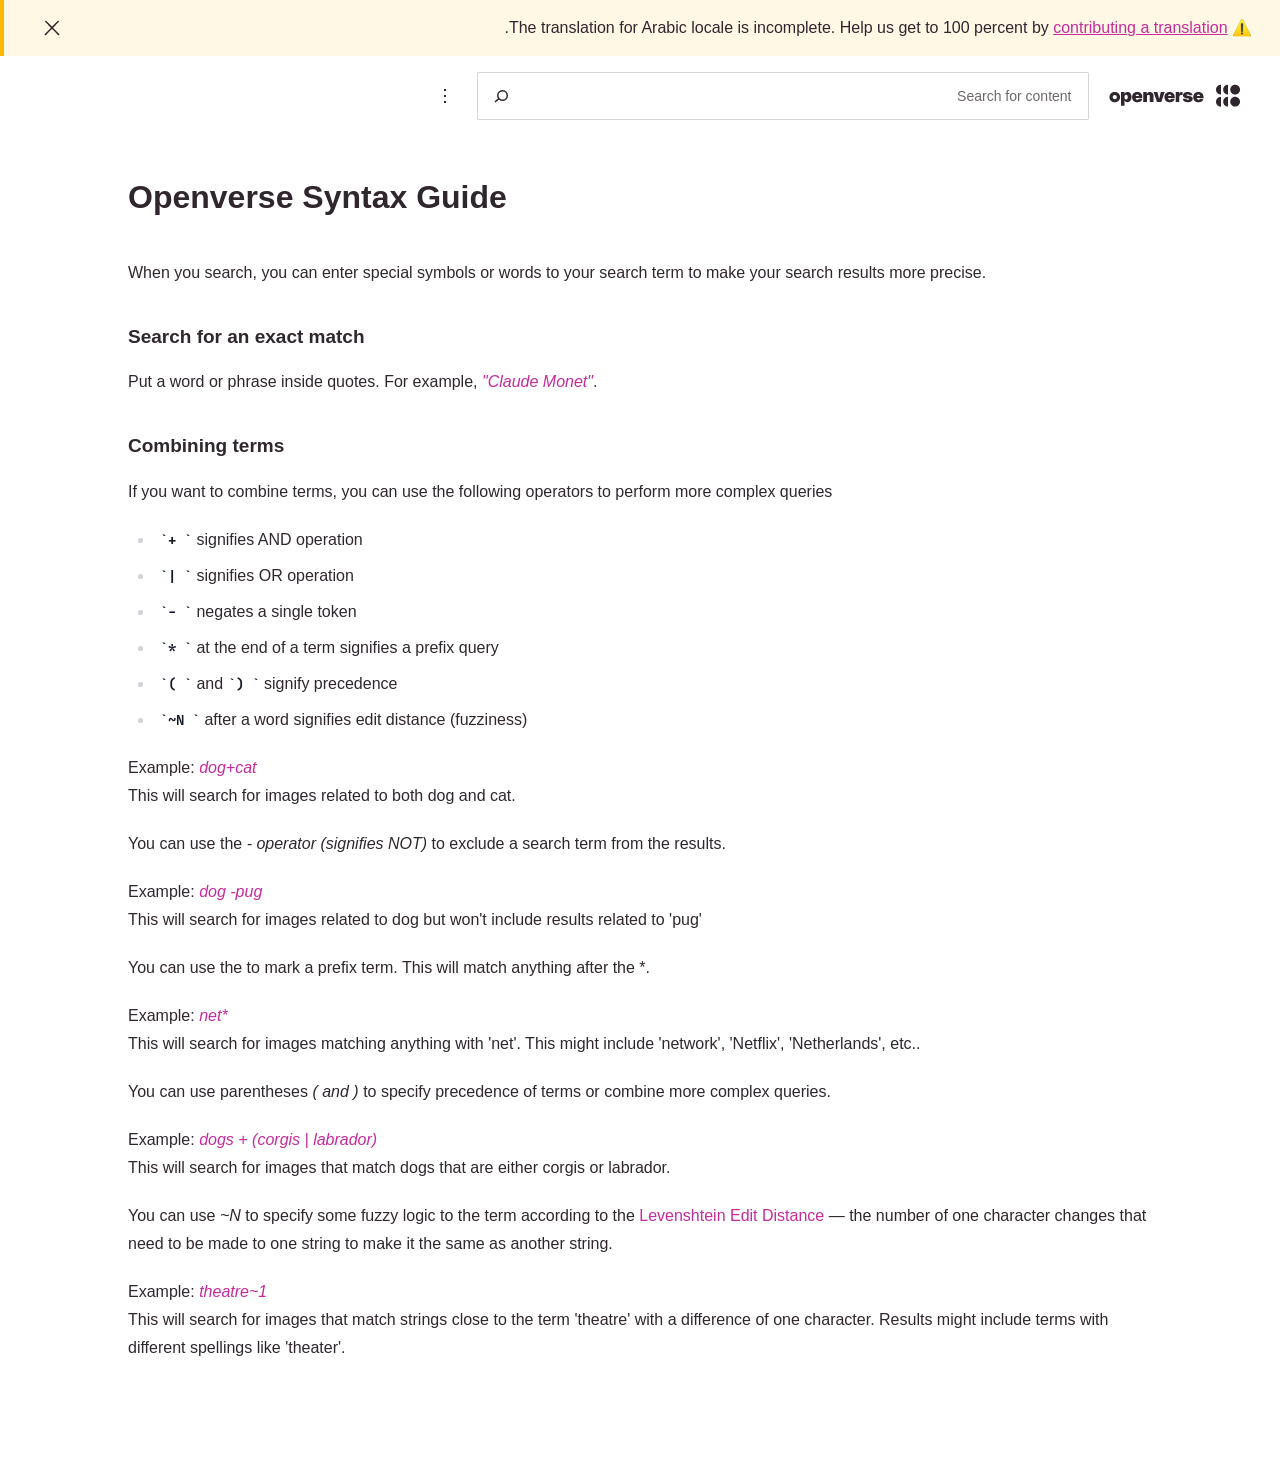 .The translation for Arabic locale is incomplete. Help us get to 100 percent by contributing a translation ⚠️
Search for content
openverse
Openverse Syntax Guide
When you search, you can enter special symbols or words to your search term to make your search results more precise.
Search for an exact match
Put a word or phrase inside quotes. For example, "Claude Monet".
Combining terms
If you want to combine terms, you can use the following operators to perform more complex queries
`+ ` signifies AND operation
`| ` signifies OR operation
`- ` negates a single token
`* ` at the end of a term signifies a prefix query
`( ` and `) ` signify precedence
`~N ` after a word signifies edit distance (fuzziness)
Example: dog+cat
This will search for images related to both dog and cat.
You can use the - operator (signifies NOT) to exclude a search term from the results.
Example: dog -pug
This will search for images related to dog but won't include results related to 'pug'
You can use the to mark a prefix term. This will match anything after the *.
Example: net*
This will search for images matching anything with 'net'. This might include 'network', 'Netflix', 'Netherlands', etc..
You can use parentheses ( and ) to specify precedence of terms or combine more complex queries.
Example: dogs + (corgis | labrador)
This will search for images that match dogs that are either corgis or labrador.
You can use ~N to specify some fuzzy logic to the term according to the Levenshtein Edit Distance — the number of one character changes that
need to be made to one string to make it the same as another string.
Example: theatre~1
This will search for images that match strings close to the term 'theatre' with a difference of one character. Results might include terms with
different spellings like 'theater'.